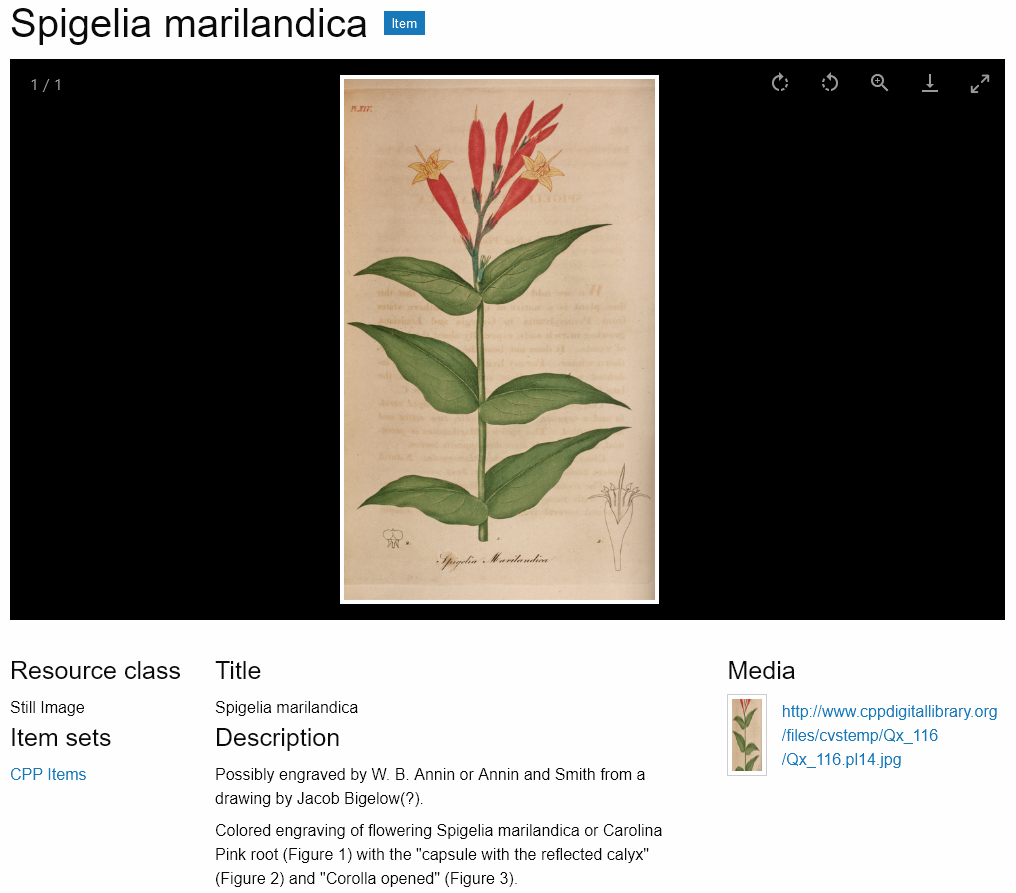 Spigelia marilandica Item
1 / 1
Pl. XIV.
Spigelia Marilandica
Resource class
Still Image
Item sets
CPP Items
Title
Spigelia marilandica
Description
Possibly engraved by W. B. Annin or Annin and Smith from a
drawing by Jacob Bigelow(?).
Colored engraving of flowering Spigelia marilandica or Carolina
Pink root (Figure 1) with the "capsule with the reflected calyx"
(Figure 2) and "Corolla opened" (Figure 3).
Media
http://www.cppdigitallibrary.org
/files/cvstemp/Qx_116
/Qx_116.pl14.jpg